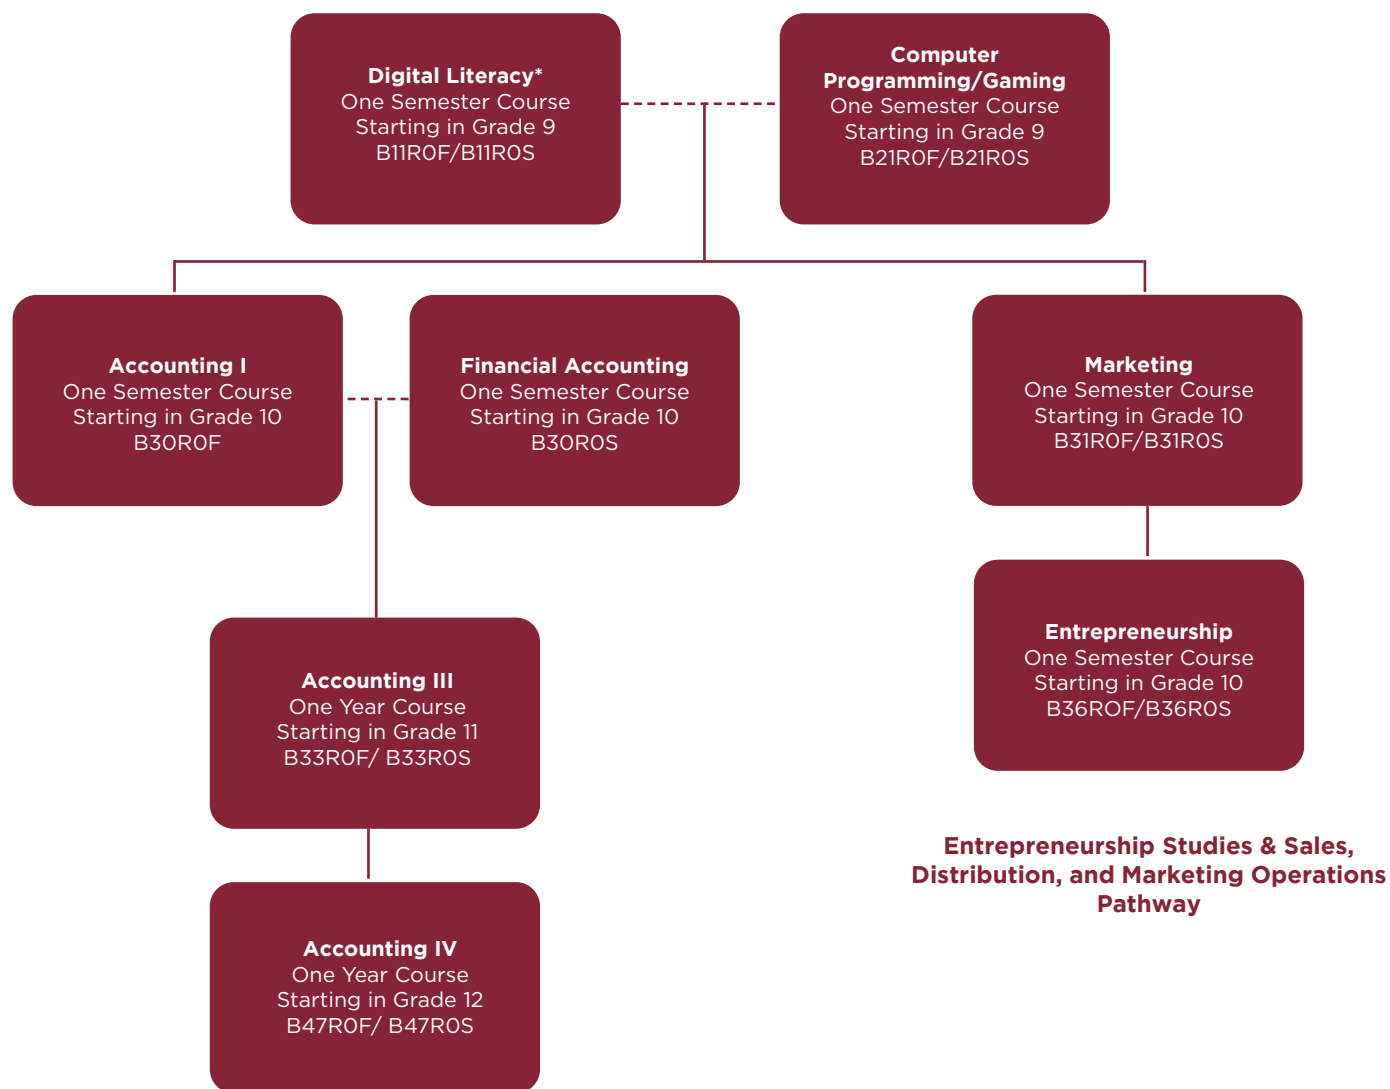 Digital Literacy*
One Semester Course
Starting in Grade 9
B11R0F/B11R0S
Computer
Programming/Gaming
One Semester Course
Starting in Grade 9
B21R0F/B21R0S
Accounting I
One Semester Course
Starting in Grade 10
B30R0F
Financial Accounting
One Semester Course
Starting in Grade 10
B30R0S
Marketing
One Semester Course
Starting in Grade 10
B31R0F/B31R0S
Entrepreneurship
One Semester Course
Starting in Grade 10
B36ROF/B36R0S
Accounting III
One Year Course
Starting in Grade 11
B33R0F/ B33R0S
Entrepreneurship Studies & Sales,
Distribution, and Marketing Operations
Pathway
Accounting IV
One Year Course
Starting in Grade 12
B47R0F/ B47R0S